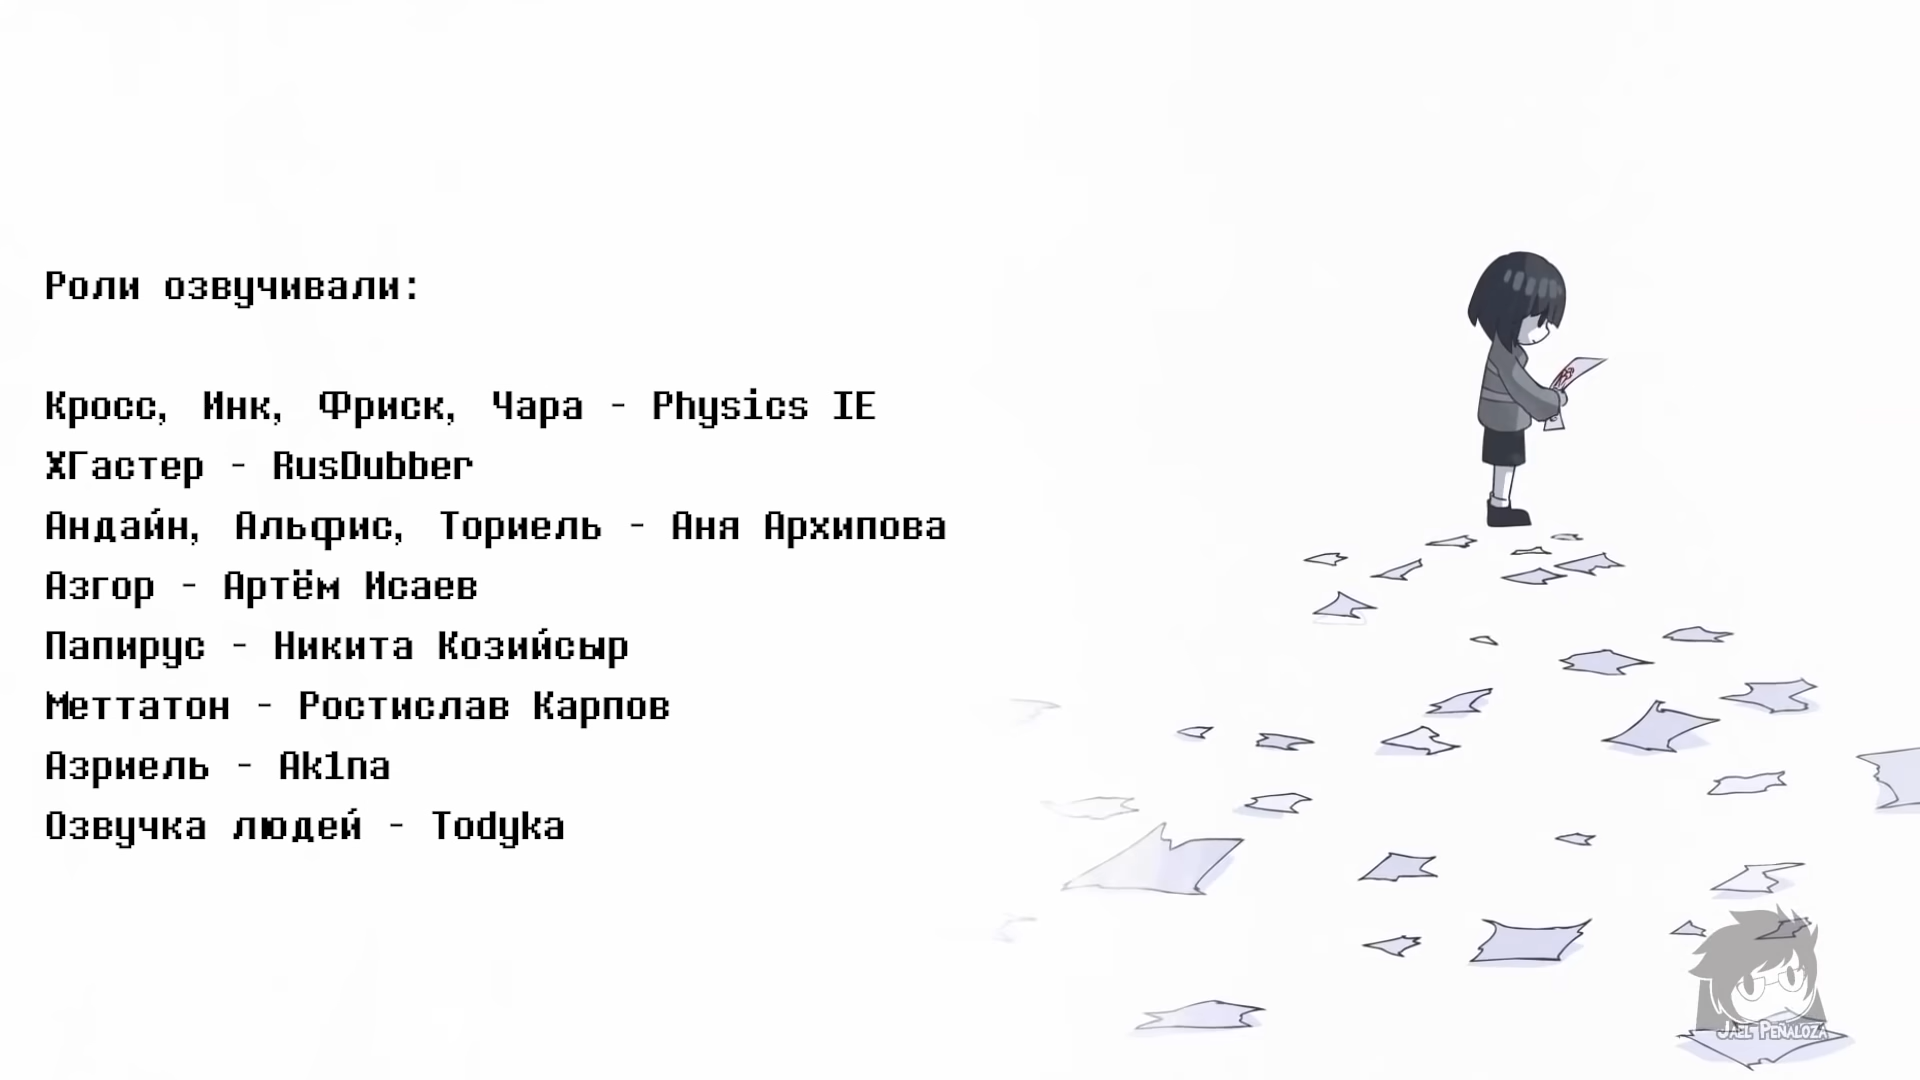 Роли озвучивали:
Кросс, Инк, Фриск, Чара - Physics IE
ХГастер - RusDubber
Андайн, Альфис, Ториель - Аня Архипова
Азгор - Артём Исаев
Папирус - Никита Козийсыр
Меттатон - Ростислав Карпов
Азриель - Ak1na
Озвучка людей - Todyka
JAEL PEÑALOZA